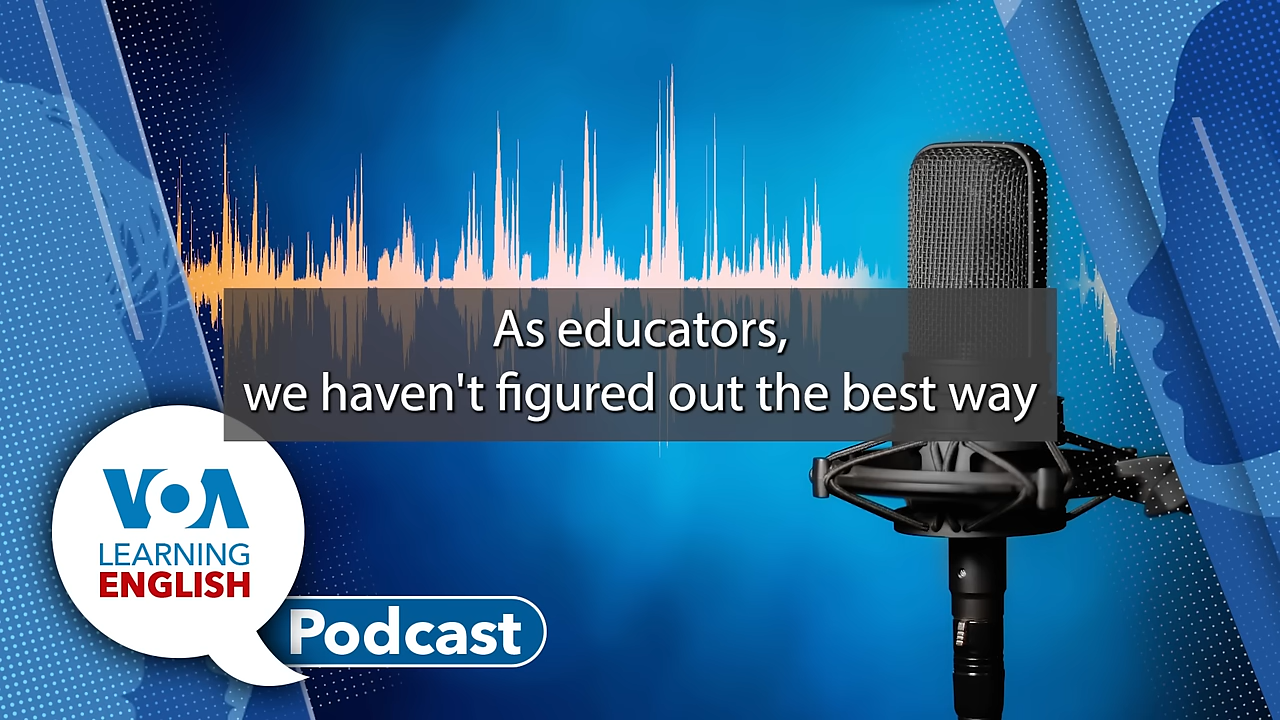 As educators,
we haven't figured out the best way
VOA
LEARNING
ENGLISH
Podcast